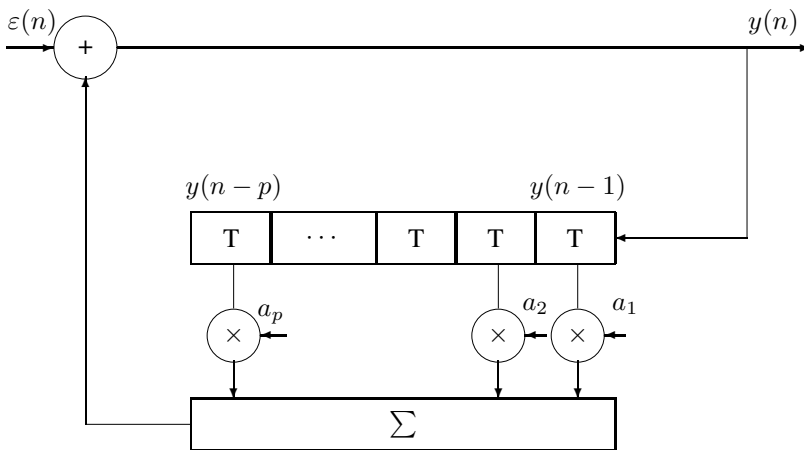 ε(n) y(n)
+
y(n − p) y(n − 1)
T ⋯ T T T
a_p a_2 a_1
× × ×
∑